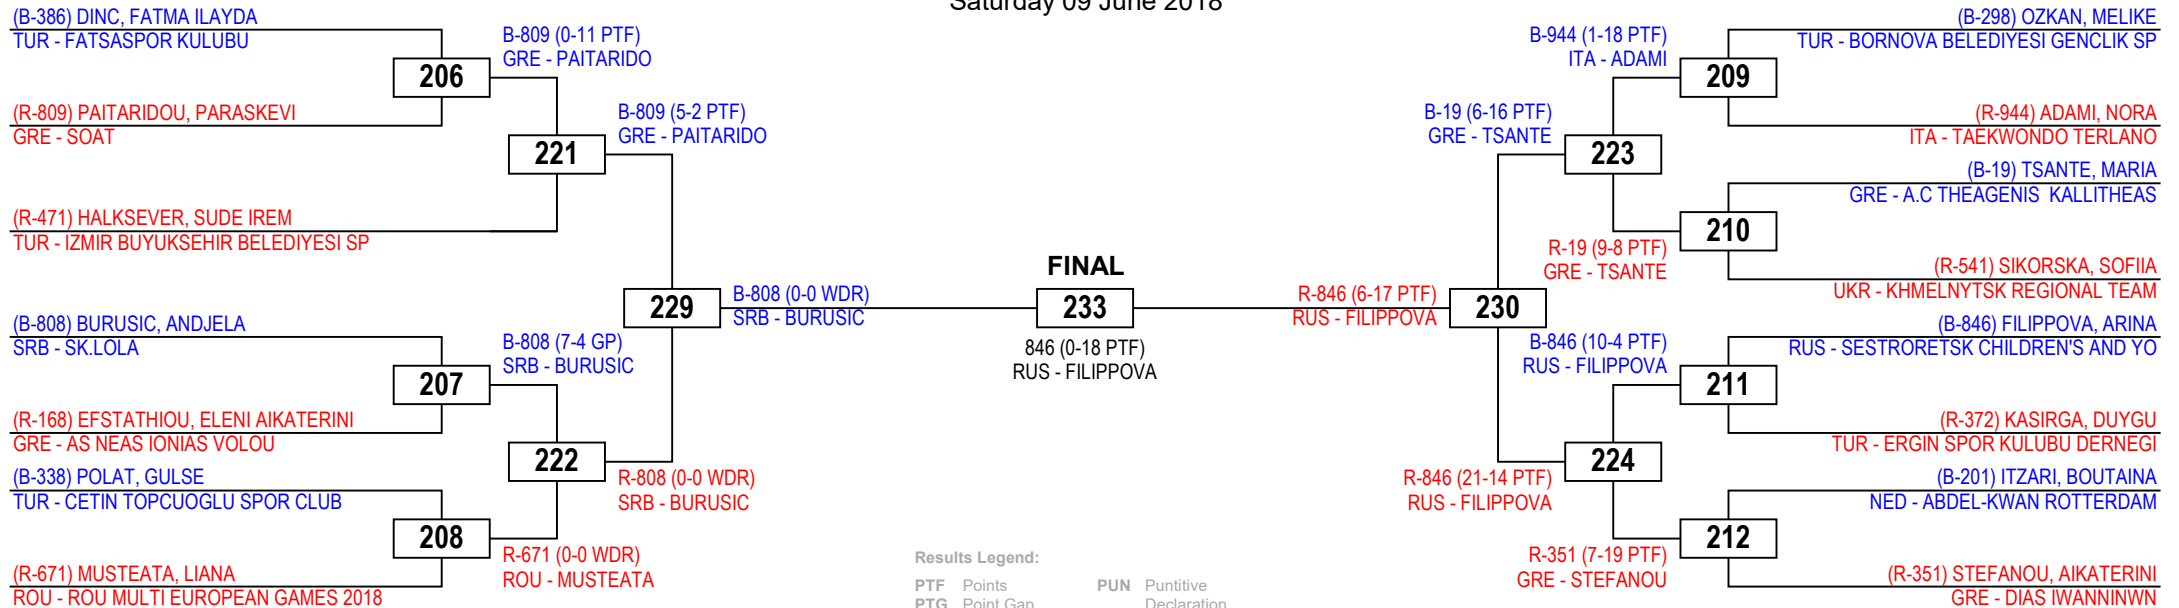 Saturday 09 June 2018
(B-386) DINC, FATMA ILAYDA
TUR - FATSASPOR KULUBU
206
(R-809) PAITARIDOU, PARASKEVI
GRE - SOAT
B-809 (0-11 PTF)
GRE - PAITARIDO
221
(R-471) HALKSEVER, SUDE IREM
TUR - IZMIR BUYUKSEHIR BELEDIYESI SP
B-809 (5-2 PTF)
GRE - PAITARIDO
229
(B-808) BURUSIC, ANDJELA
SRB - SK.LOLA
207
(R-168) EFSTATHIOU, ELENI AIKATERINI
GRE - AS NEAS IONIAS VOLOU
B-808 (7-4 GP)
SRB - BURUSIC
222
(B-338) POLAT, GULSE
TUR - CETIN TOPCUOGLU SPOR CLUB
208
(R-671) MUSTEATA, LIANA
ROU - ROU MULTI EUROPEAN GAMES 2018
R-671 (0-0 WDR)
ROU - MUSTEATA
R-808 (0-0 WDR)
SRB - BURUSIC
B-808 (0-0 WDR)
SRB - BURUSIC
FINAL
233
846 (0-18 PTF)
RUS - FILIPPOVA
R-846 (6-17 PTF)
RUS - FILIPPOVA
230
B-19 (6-16 PTF)
GRE - TSANTE
223
B-944 (1-18 PTF)
ITA - ADAMI
209
(B-298) OZKAN, MELIKE
TUR - BORNOVA BELEDIYESI GENCLIK SP
(R-944) ADAMI, NORA
ITA - TAEKWONDO TERLANO
(B-19) TSANTE, MARIA
GRE - A.C THEAGENIS  KALLITHEAS
210
R-19 (9-8 PTF)
GRE - TSANTE
(R-541) SIKORSKA, SOFIIA
UKR - KHMELNYTSK REGIONAL TEAM
(B-846) FILIPPOVA, ARINA
RUS - SESTRORETSK CHILDREN'S AND YO
B-846 (10-4 PTF)
RUS - FILIPPOVA
211
(R-372) KASIRGA, DUYGU
TUR - ERGIN SPOR KULUBU DERNEGI
224
R-846 (21-14 PTF)
RUS - FILIPPOVA
(B-201) ITZARI, BOUTAINA
NED - ABDEL-KWAN ROTTERDAM
212
R-351 (7-19 PTF)
GRE - STEFANOU
(R-351) STEFANOU, AIKATERINI
GRE - DIAS IWANNINWN
Results Legend:
PTF Points PUN Puntitive
PTG Point Gap Declaration